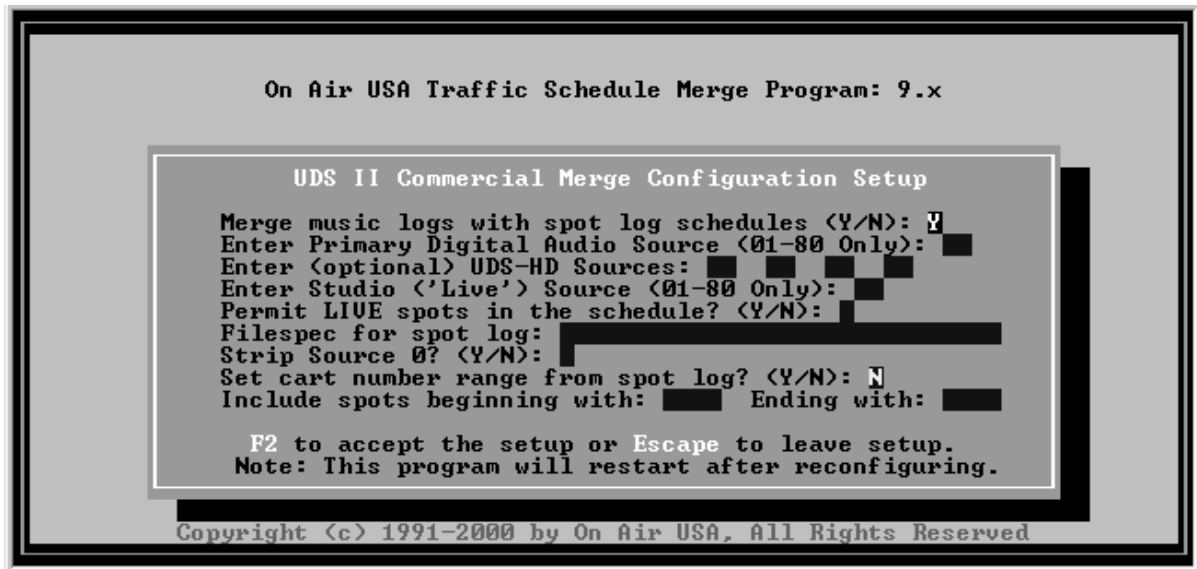 On Air USA Traffic Schedule Merge Program: 9.x
UDS II Commercial Merge Configuration Setup
Merge music logs with spot log schedules (Y/N): Y
Enter Primary Digital Audio Source (01-80 Only):
Enter (optional) UDS-HD Sources:
Enter Studio ('Live') Source (01-80 Only):
Permit LIVE spots in the schedule? (Y/N):
Filespec for spot log:
Strip Source 0? (Y/N):
Set cart number range from spot log? (Y/N): N
Include spots beginning with: Ending with:
F2 to accept the setup or Escape to leave setup.
Note: This program will restart after reconfiguring.
Copyright (c) 1991-2000 by On Air USA, All Rights Reserved